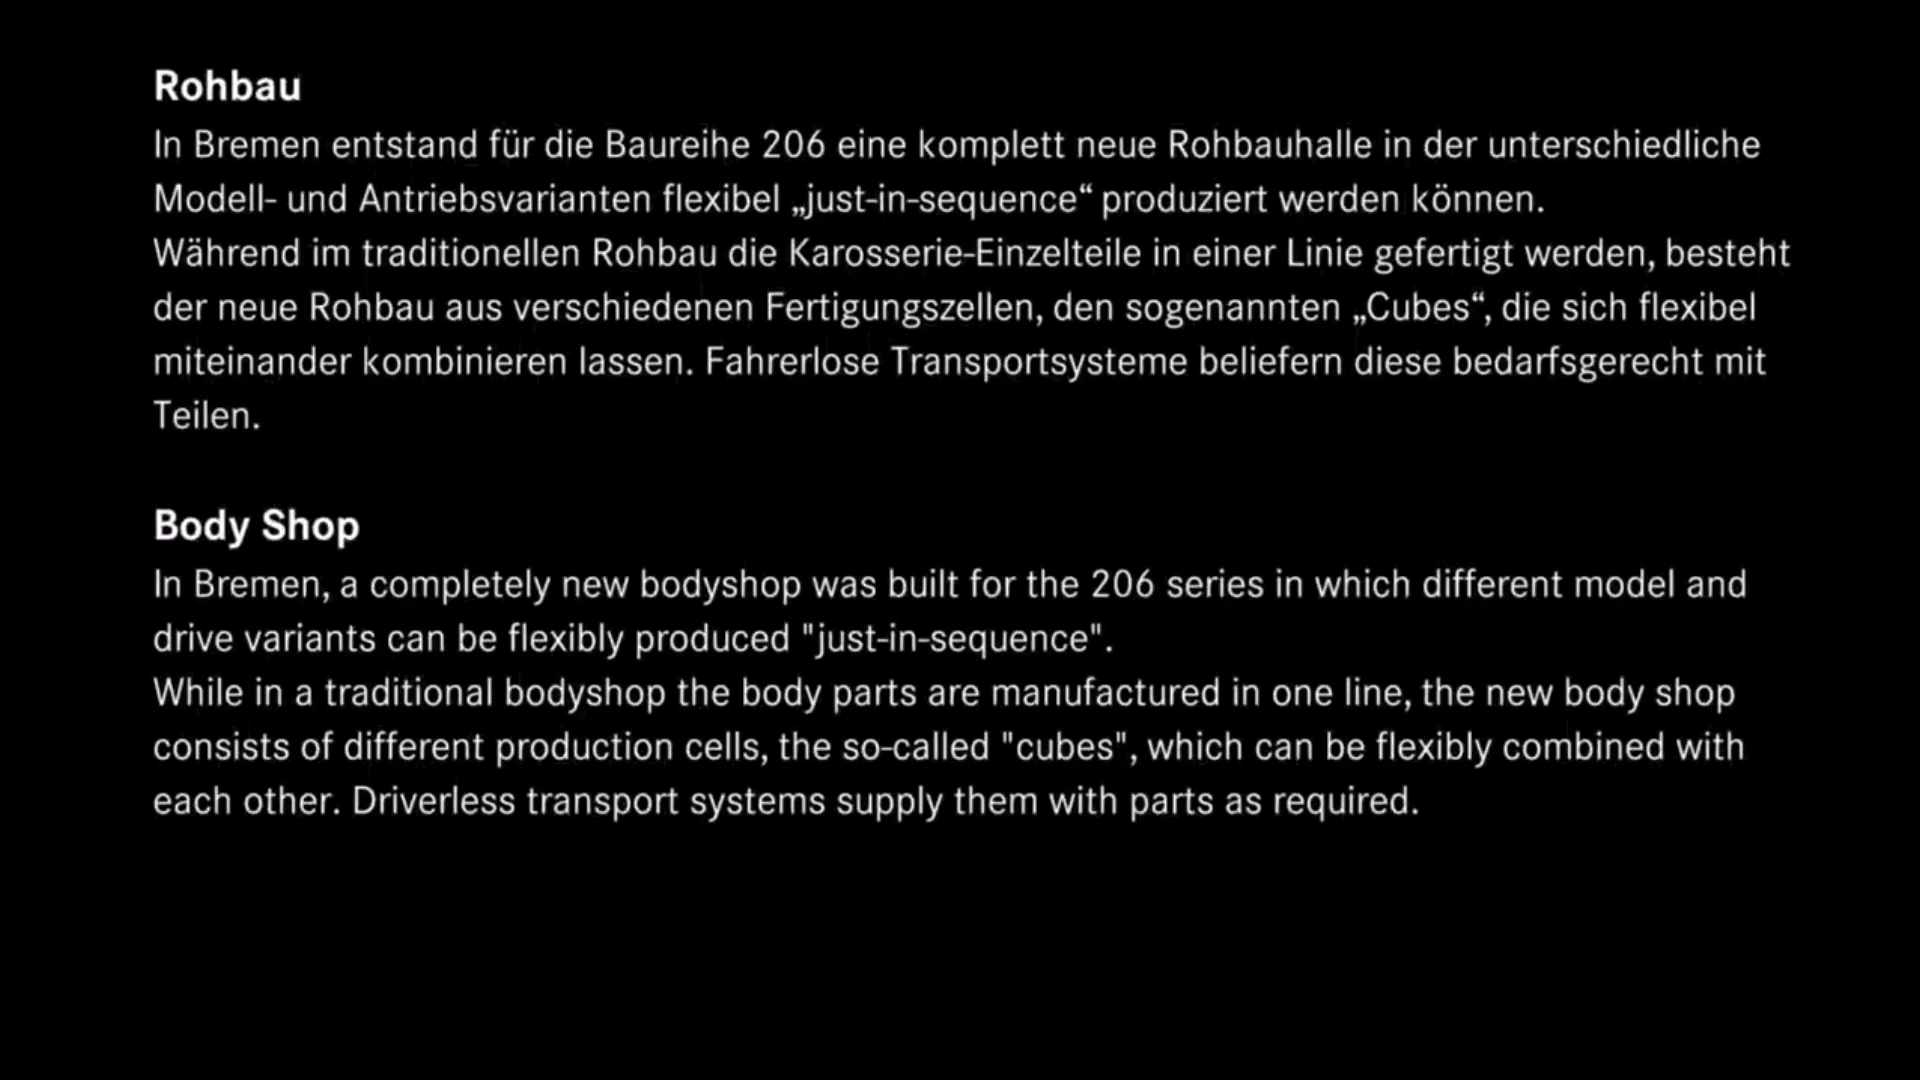 Rohbau
In Bremen entstand für die Baureihe 206 eine komplett neue Rohbauhalle in der unterschiedliche
Modell- und Antriebsvarianten flexibel „just-in-sequence“ produziert werden können.
Während im traditionellen Rohbau die Karosserie-Einzelteile in einer Linie gefertigt werden, besteht
der neue Rohbau aus verschiedenen Fertigungszellen, den sogenannten „Cubes“, die sich flexibel
miteinander kombinieren lassen. Fahrerlose Transportsysteme beliefern diese bedarfsgerecht mit
Teilen.
Body Shop
In Bremen, a completely new bodyshop was built for the 206 series in which different model and
drive variants can be flexibly produced "just-in-sequence".
While in a traditional bodyshop the body parts are manufactured in one line, the new body shop
consists of different production cells, the so-called "cubes", which can be flexibly combined with
each other. Driverless transport systems supply them with parts as required.